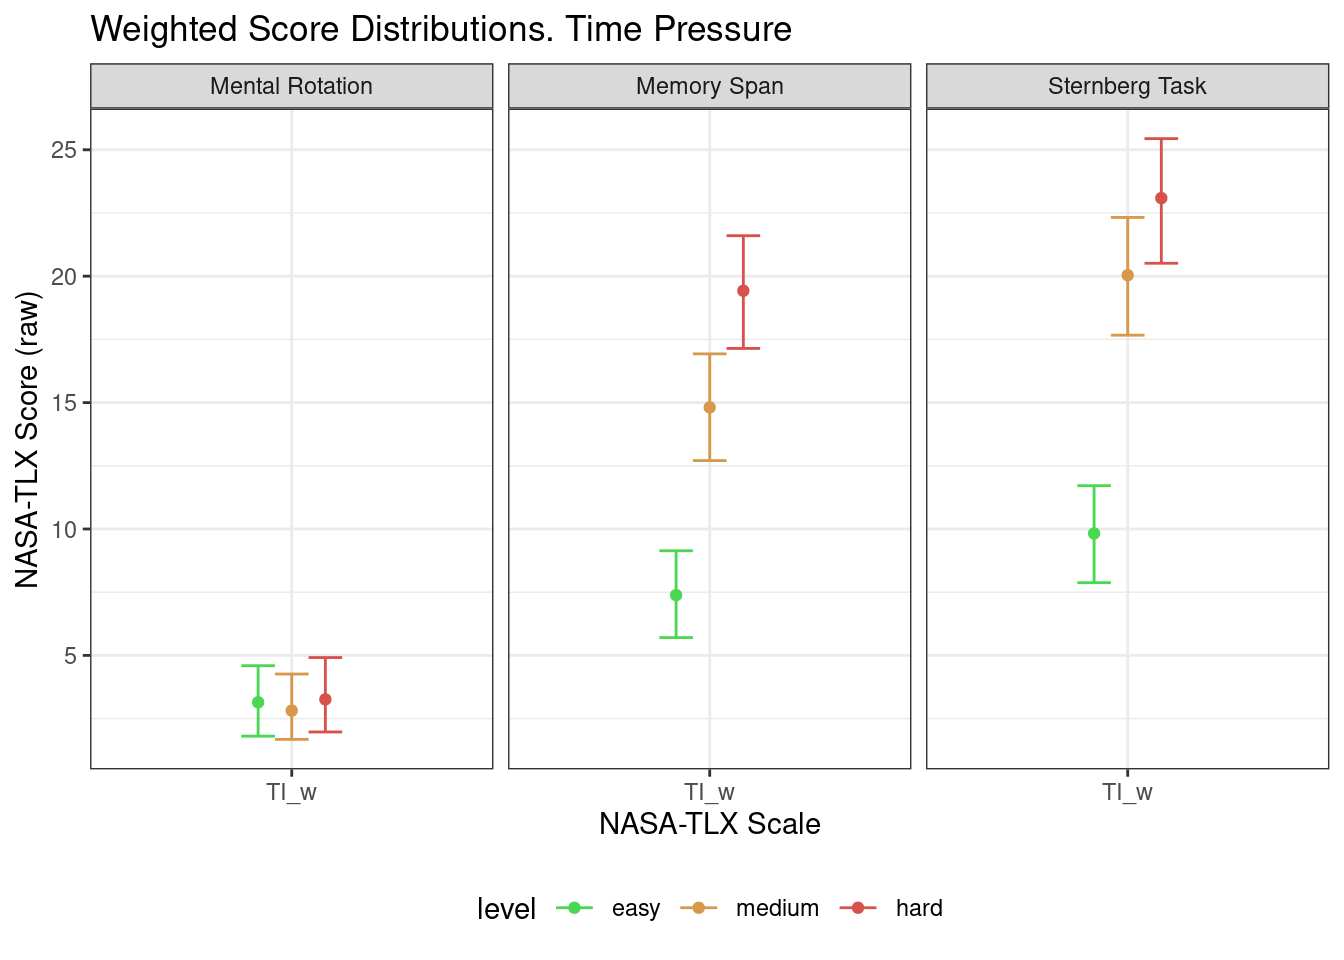 Weighted Score Distributions. Time Pressure
Mental Rotation
Memory Span
Sternberg Task
NASA-TLX Score (raw)
25
20
15
10
5
TI_w
TI_w
TI_w
NASA-TLX Scale
level easy medium hard